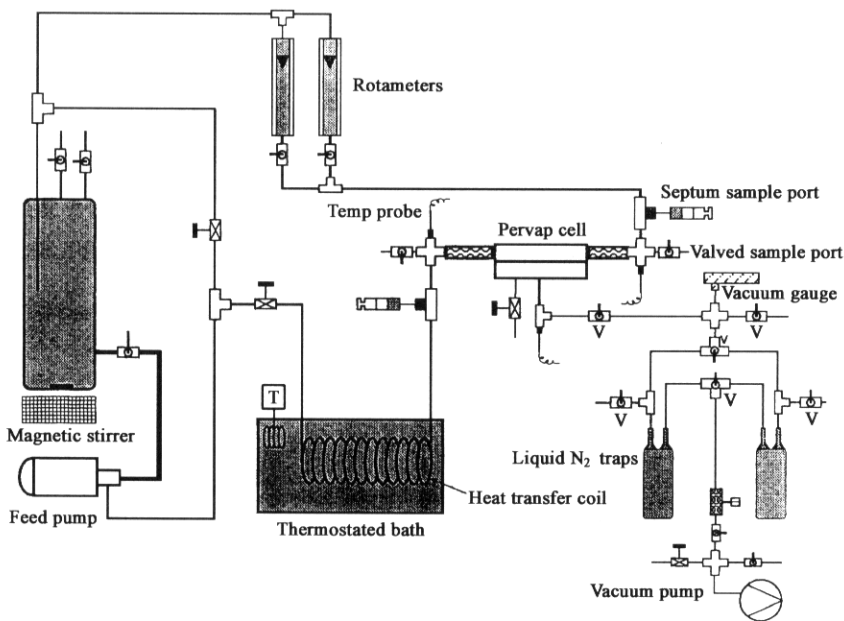 Rotameters
Septum sample port
Temp probe
Pervap cell
Valved sample port
Vacuum gauge
V
V
V
V
V
V
T
Magnetic stirrer
Liquid N₂ traps
Feed pump
Heat transfer coil
Thermostated bath
Vacuum pump